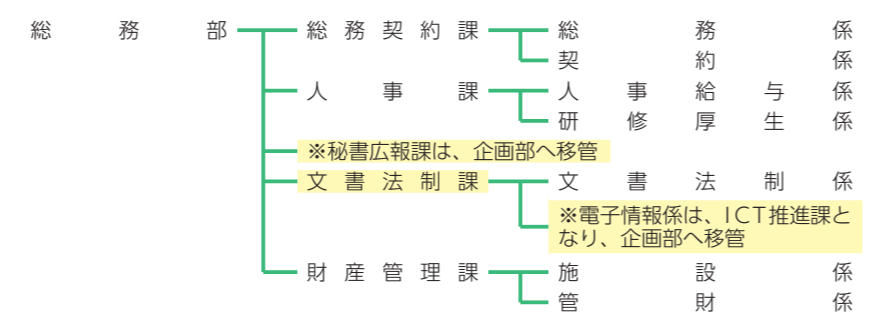 総務部 総務契約課 総務係
契約係
人事課 人事給与係
研修厚生係
※秘書広報課は、企画部へ移管
文書法制課 文書法制係
※電子情報係は、ICT推進課と
なり、企画部へ移管
財産管理課 施設係
管財係